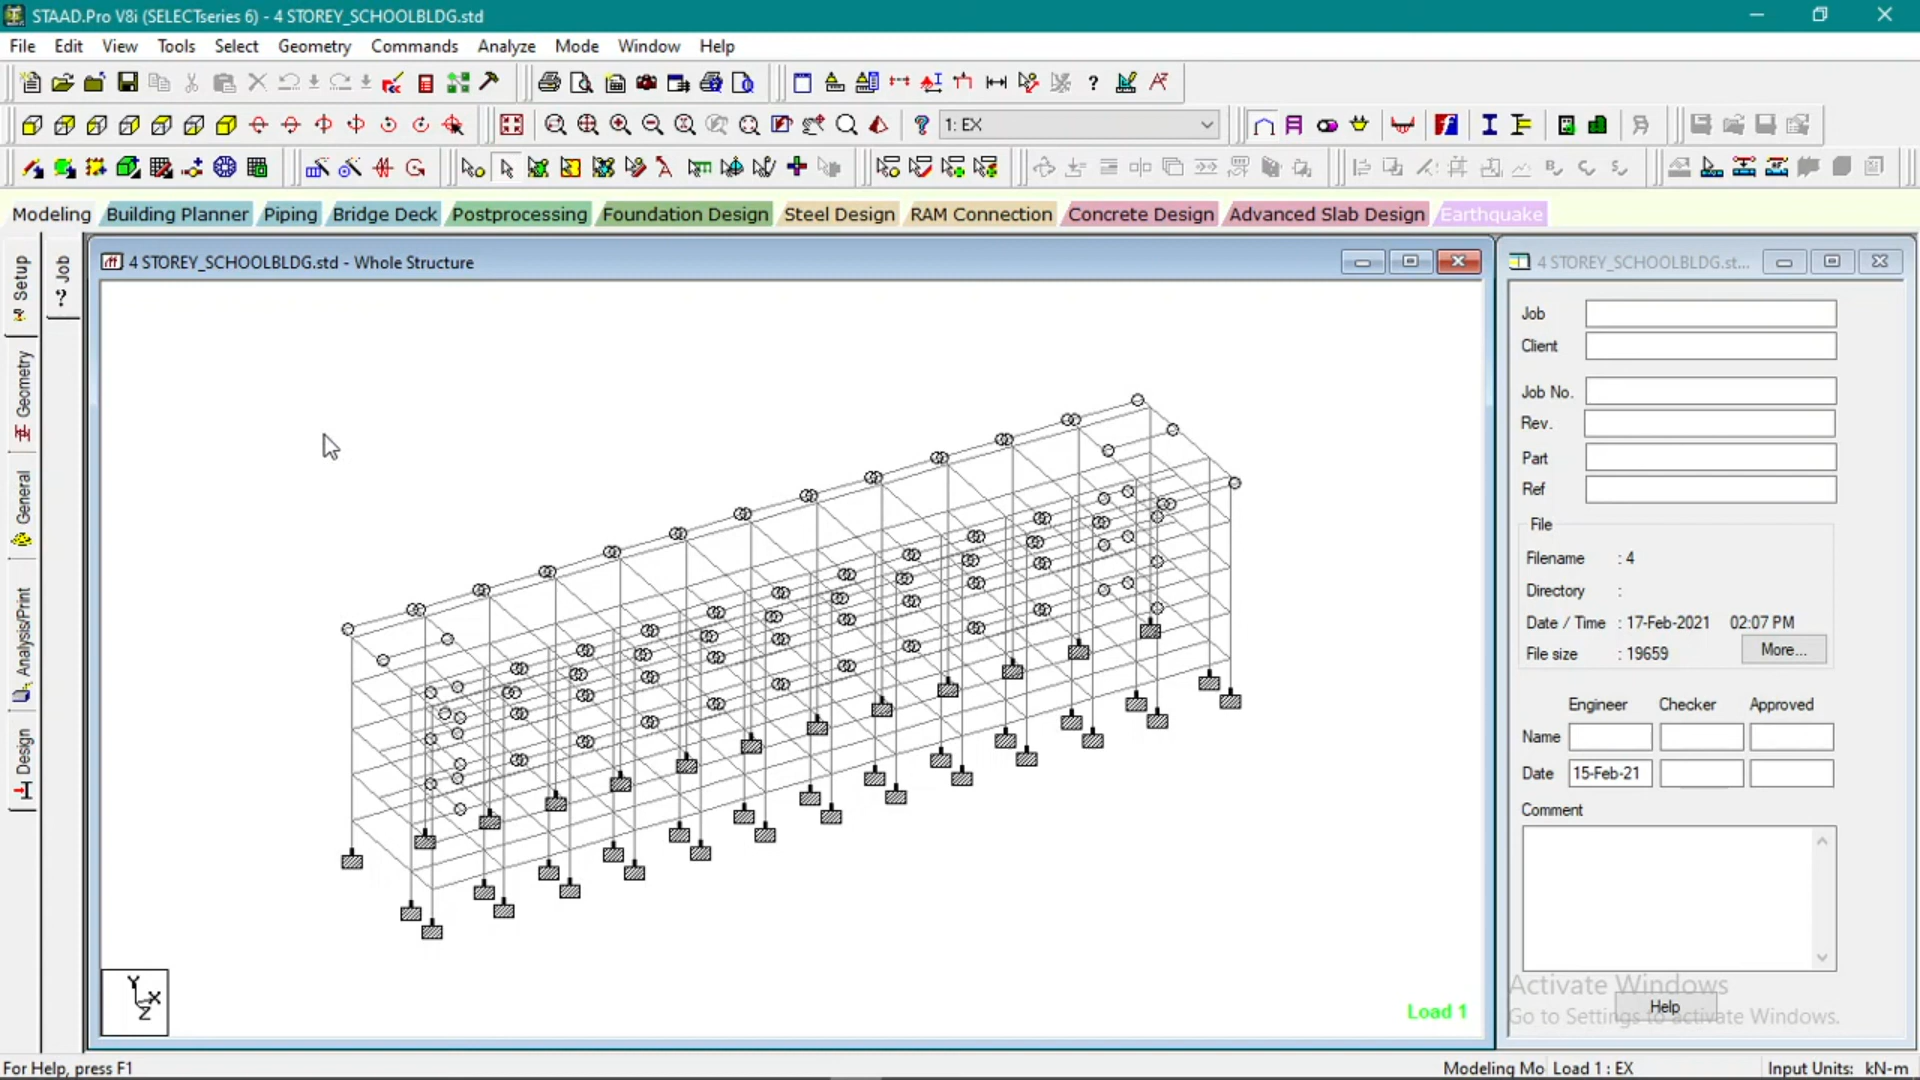 STAAD.Pro V8i (SELECTseries 6) - 4 STOREY_SCHOOLBLDG.std
File Edit View Tools Select Geometry Commands Analyze Mode Window Help
1: EX
Modeling Building Planner Piping Bridge Deck Postprocessing Foundation Design Steel Design RAM Connection Concrete Design Advanced Slab Design Earthquake
Setup
Geometry
General
Analysis/Print
Design
Job
4 STOREY_SCHOOLBLDG.std - Whole Structure
Y
X
Z
Load 1
4 STOREY_SCHOOLBLDG.st...
Job
Client
Job No.
Rev.
Part
Ref
File
Filename : 4
Directory :
Date / Time : 17-Feb-2021 02:07 PM
File size : 19659
More...
Engineer Checker Approved
Name
Date 15-Feb-21
Comment
Help
Activate Windows
Go to Settings to activate Windows.
For Help, press F1
Modeling Mo Load 1 : EX Input Units: kN-m